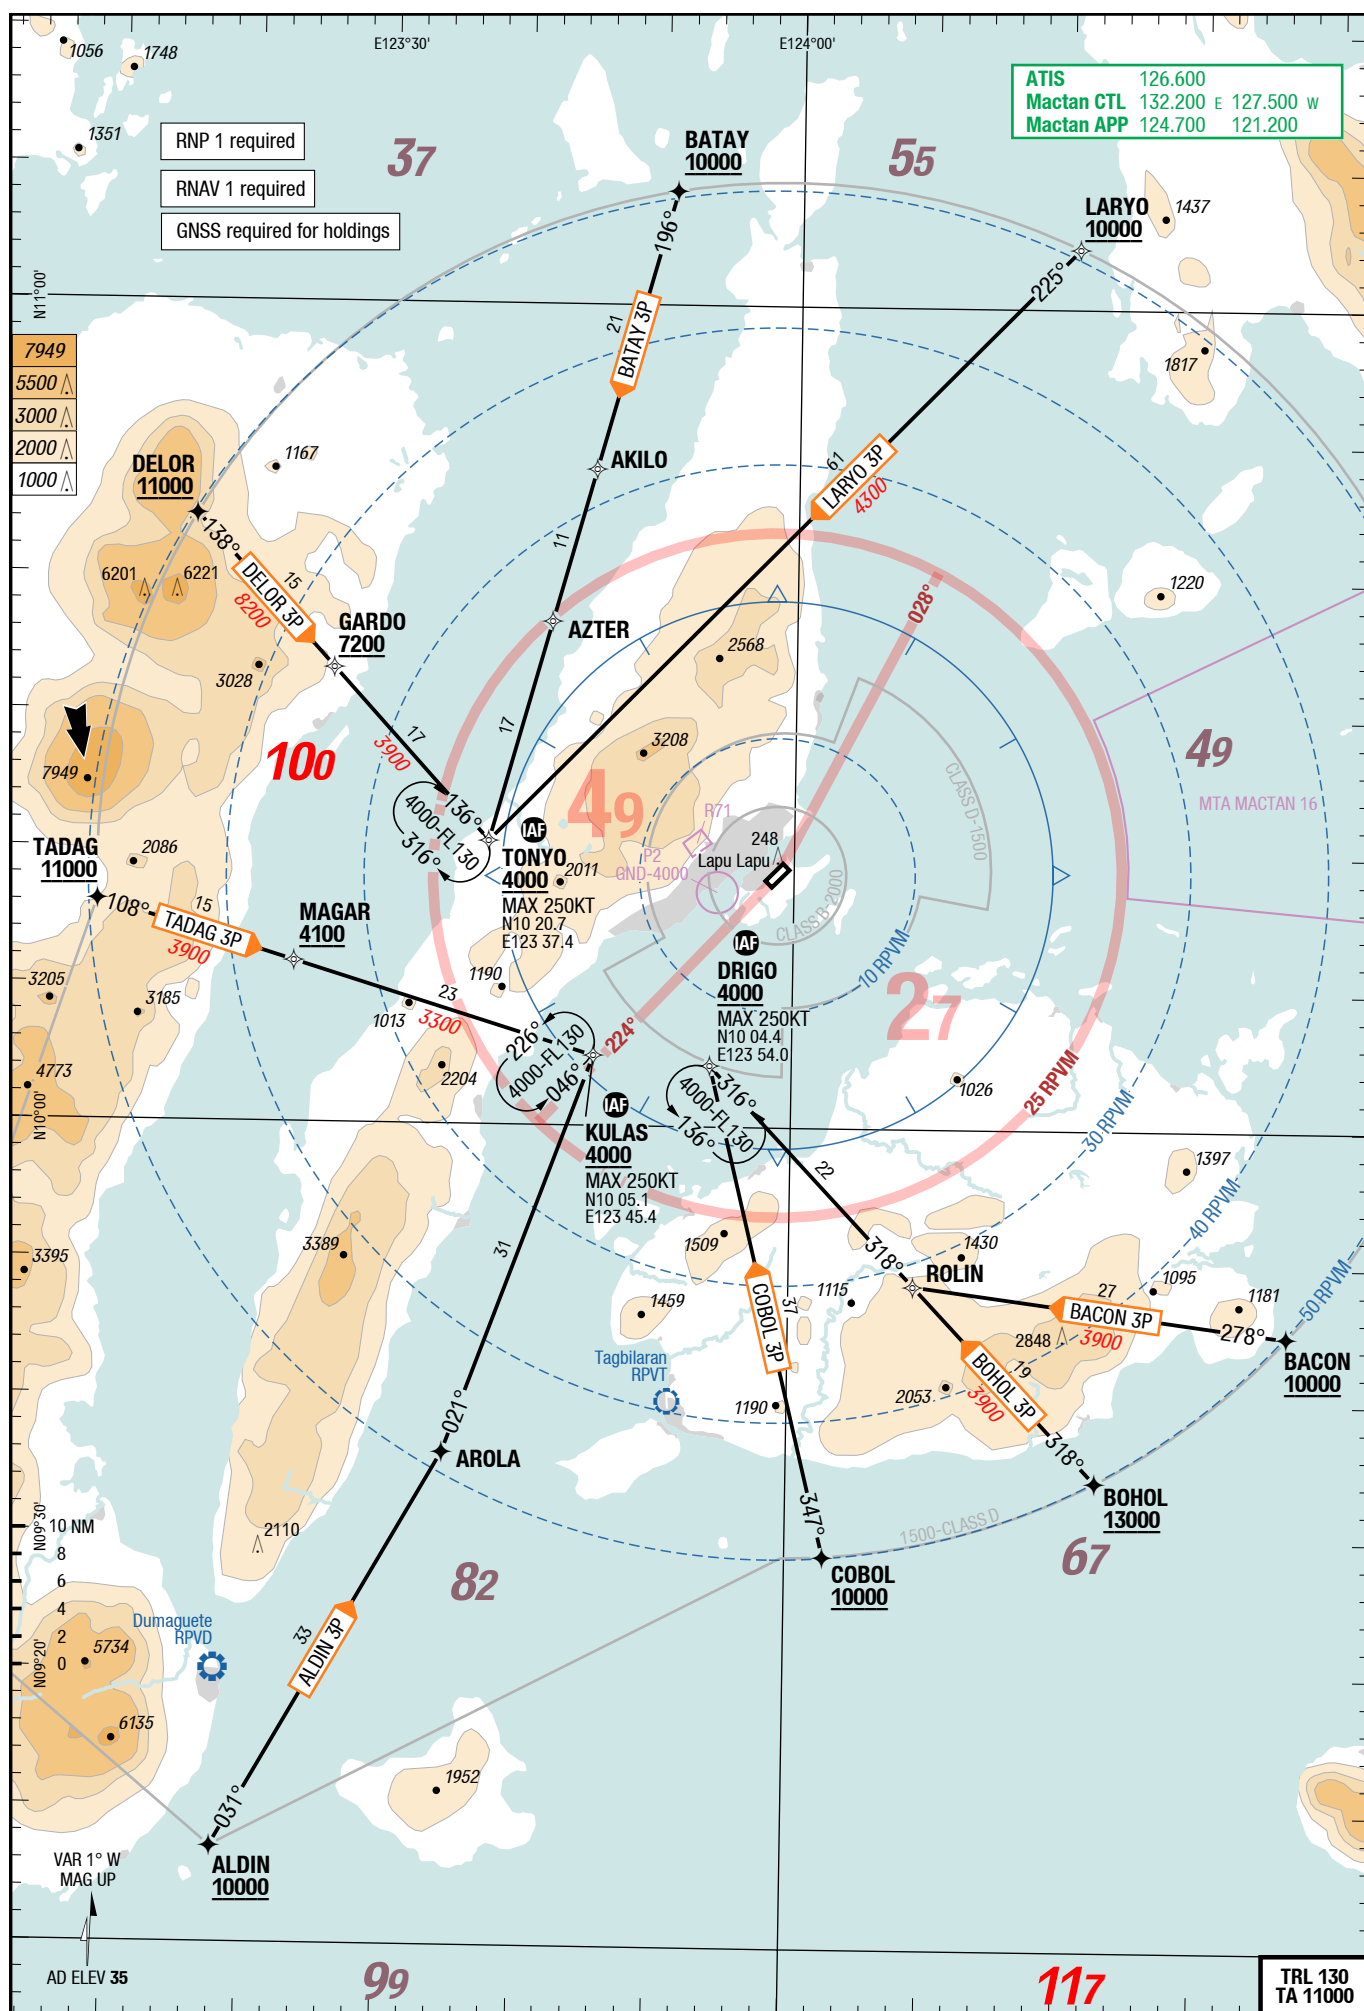 E123°30'
E124°00'
1056
1748
1351
ATIS 126.600
Mactan CTL 132.200 E 127.500 W
Mactan APP 124.700 121.200
RNP 1 required
RNAV 1 required
GNSS required for holdings
37
55
BATAY
10000
196°
LARYO
10000
1437
225°
N11°00'
7949
5500
3000
2000
1000
21
BATAY 3P
1817
1167
DELOR
11000
AKILO
61
LARYO 3P
4300
138°
11
6201
6221
15
DELOR 3P
8200
GARDO
7200
AZTER
028°
1220
3028
2568
17
17
3900
3208
49
100
7949
49
CLASS D-1500
MTA MACTAN 16
136°
4000-FL130
316°
R71
IAF
TONYO
4000
MAX 250KT
N10 20.7
E123 37.4
2011
P2
GND-4000
248
Lapu Lapu
CLASS B-2000
2086
TADAG
11000
108°
15
TADAG 3P
3900
MAGAR
4100
IAF
DRIGO
4000
MAX 250KT
N10 04.4
E123 54.0
10 RPVM
27
3205
3185
1190
23
1013
3300
226°
4000-FL130
046°
224°
4773
2204
316°
4000-FL130
136°
1026
25 RPVM
30 RPVM
N10°00'
IAF
KULAS
4000
MAX 250KT
N10 05.1
E123 45.4
22
1397
40 RPVM
3395
3389
31
1509
318°
1430
ROLIN
1095
1181
50 RPVM
1459
COBOL 3P
37
1115
27
BACON 3P
3900
278°
BACON
10000
2848
Tagbilaran
RPVT
BOHOL 3P
19
3900
2053
1190
021°
AROLA
318°
BOHOL
13000
347°
1500-CLASS D
N09°30'
10 NM
8
6
4
2
0
2110
82
67
COBOL
10000
33
ALDIN 3P
Dumaguete
RPVD
N09°20'
5734
6135
1952
031°
ALDIN
10000
VAR 1° W
MAG UP
AD ELEV 35
99
117
TRL 130
TA 11000